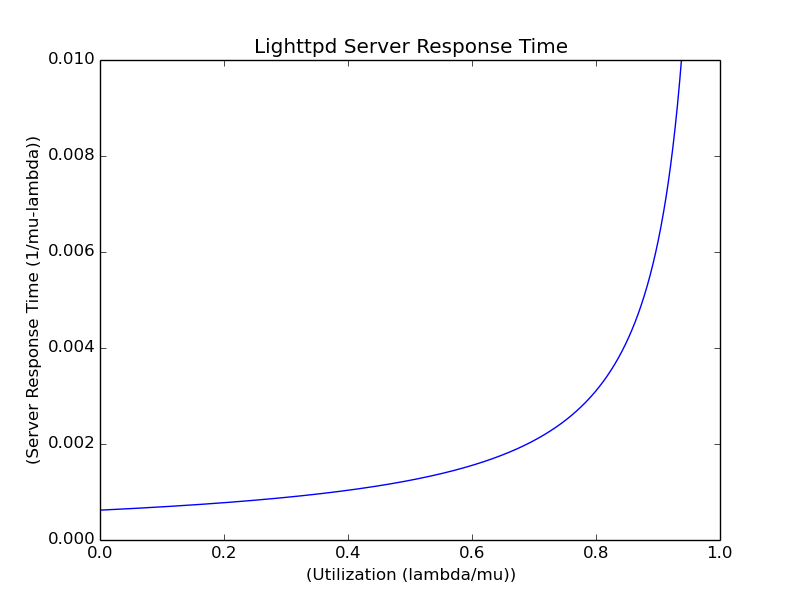 Lighttpd Server Response Time
0.010
0.008
0.006
0.004
0.002
0.000
(Server Response Time (1/mu-lambda))
0.0 0.2 0.4 0.6 0.8 1.0
(Utilization (lambda/mu))